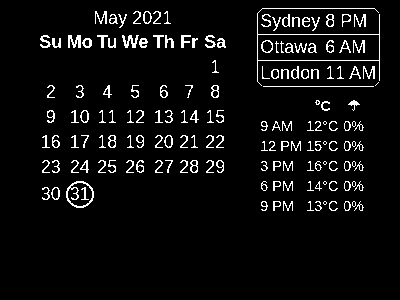 May 2021
Su Mo Tu We Th Fr Sa
1
2 3 4 5 6 7 8
9 10 11 12 13 14 15
16 17 18 19 20 21 22
23 24 25 26 27 28 29
30 31
Sydney 8 PM
Ottawa 6 AM
London 11 AM
°C ☂
9 AM 12°C 0%
12 PM 15°C 0%
3 PM 16°C 0%
6 PM 14°C 0%
9 PM 13°C 0%